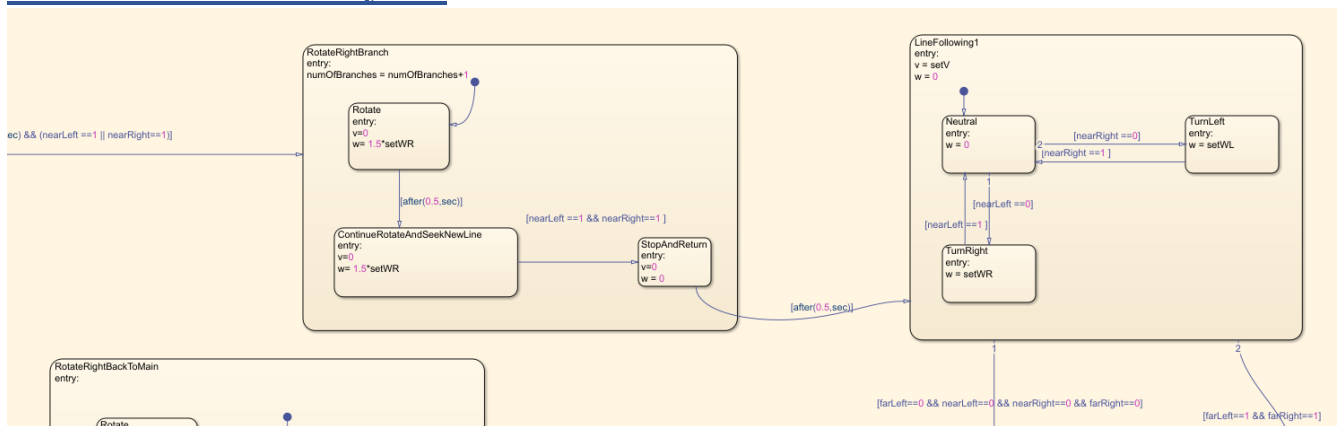 RotateRightBranch
entry:
numOfBranches = numOfBranches+1
Rotate
entry:
v=0
w= 1.5*setWR
ec) && (nearLeft ==1 || nearRight==1)]
[after(0.5,sec)]
ContinueRotateAndSeekNewLine
entry:
v=0
w= 1.5*setWR
[nearLeft ==1 && nearRight==1 ]
StopAndReturn
entry:
v=0
w = 0
[after(0.5,sec)]
LineFollowing1
entry:
v = setV
w = 0
Neutral
entry:
w = 0
2
[nearRight ==0]
[nearRight ==1 ]
TurnLeft
entry:
w = setWL
1
[nearLeft ==0]
[nearLeft ==1 ]
TurnRight
entry:
w = setWR
1
2
[farLeft==0 && nearLeft==0 && nearRight==0 && farRight==0]
[farLeft==1 && farRight==1]
RotateRightBackToMain
entry:
Rotate